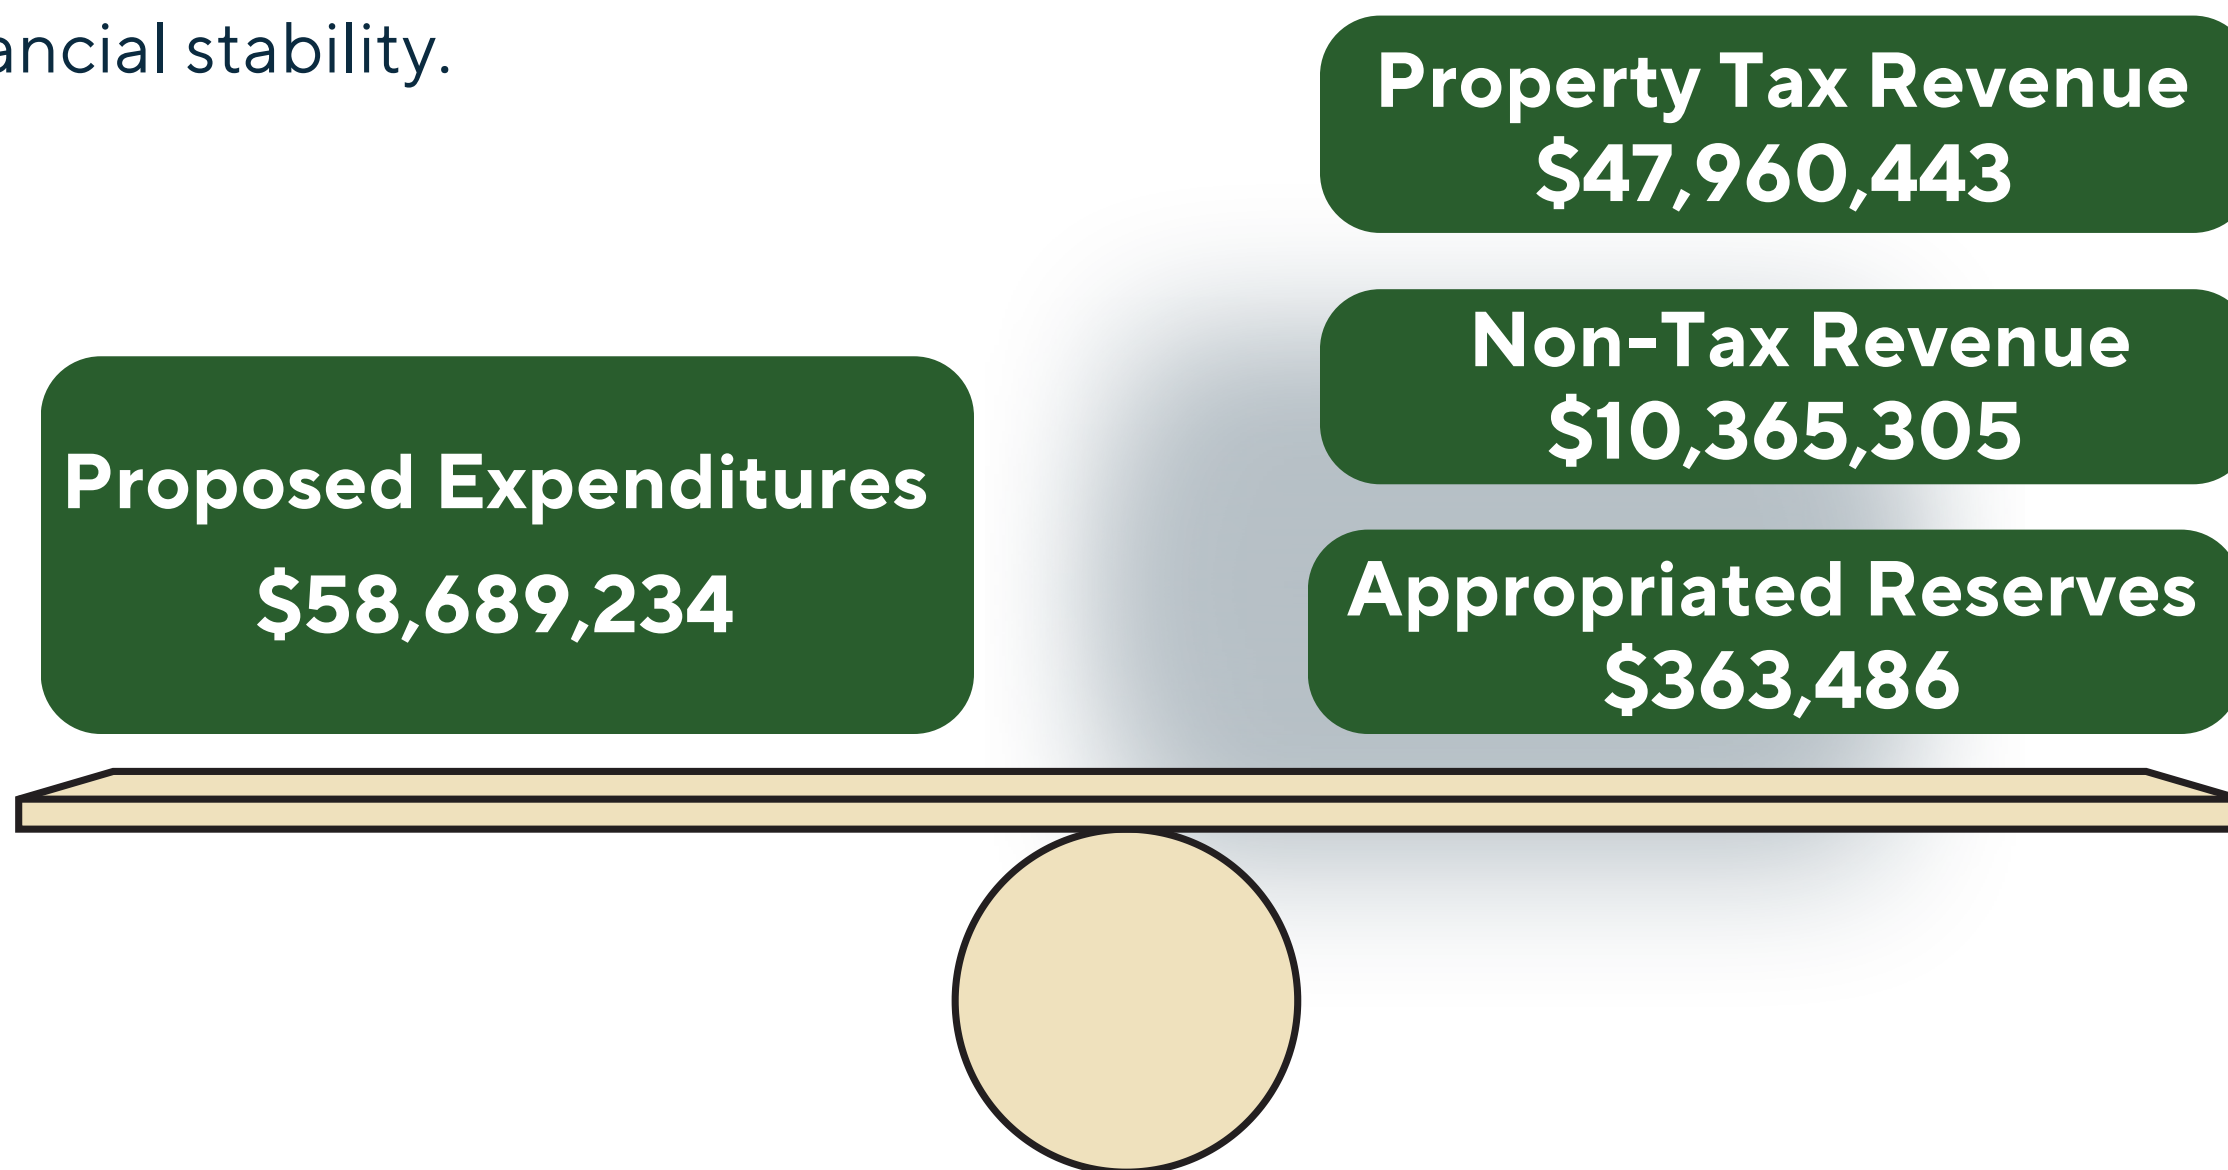 financial stability.
Proposed Expenditures
$58,689,234
Property Tax Revenue
$47,960,443
Non-Tax Revenue
$10,365,305
Appropriated Reserves
$363,486